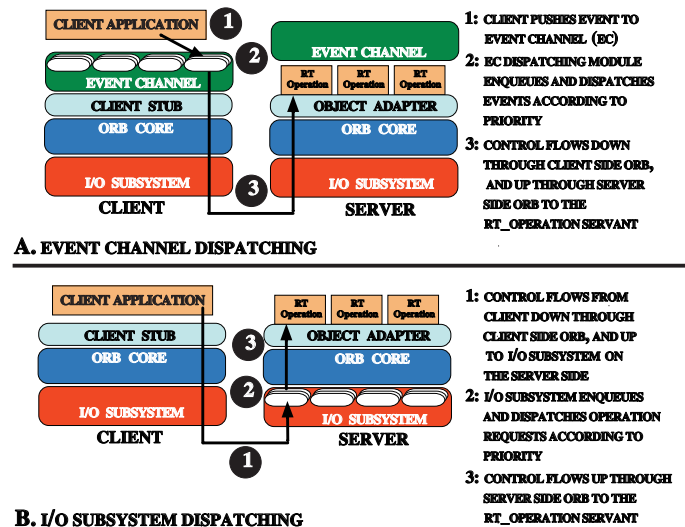 CLIENT APPLICATION
1
2
EVENT CHANNEL
CLIENT STUB
ORB CORE
I/O SUBSYSTEM
CLIENT
3
EVENT CHANNEL
RT Operation
RT Operation
RT Operation
OBJECT ADAPTER
ORB CORE
I/O SUBSYSTEM
SERVER
1: CLIENT PUSHES EVENT TO
EVENT CHANNEL (EC)
2: EC DISPATCHING MODULE
ENQUEUES AND DISPATCHES
EVENTS ACCORDING TO
PRIORITY
3: CONTROL FLOWS DOWN
THROUGH CLIENT SIDE ORB,
AND UP THROUGH SERVER
SIDE ORB TO THE
RT_OPERATION SERVANT
A. EVENT CHANNEL DISPATCHING
CLIENT APPLICATION
CLIENT STUB
ORB CORE
I/O SUBSYSTEM
CLIENT
1
2
3
RT Operation
RT Operation
RT Operation
OBJECT ADAPTER
ORB CORE
I/O SUBSYSTEM
SERVER
1: CONTROL FLOWS FROM
CLIENT DOWN THROUGH
CLIENT SIDE ORB, AND UP
TO I/O SUBSYSTEM ON
THE SERVER SIDE
2: I/O SUBSYSTEM ENQUEUES
AND DISPATCHES OPERATION
REQUESTS ACCORDING TO
PRIORITY
3: CONTROL FLOWS UP THROUGH
SERVER SIDE ORB TO THE
RT_OPERATION SERVANT
B. I/O SUBSYSTEM DISPATCHING